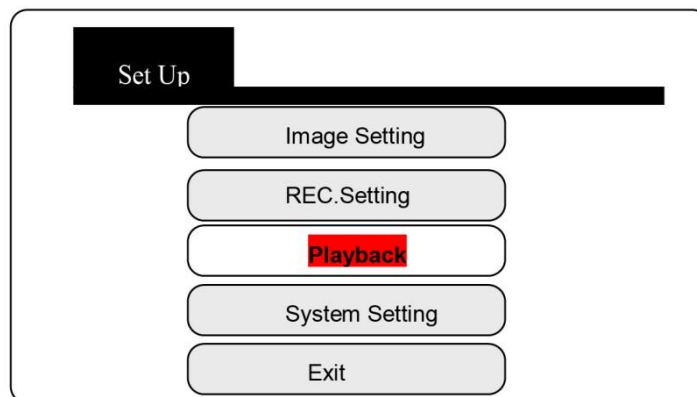 Set Up
Image Setting
REC.Setting
Playback
System Setting
Exit